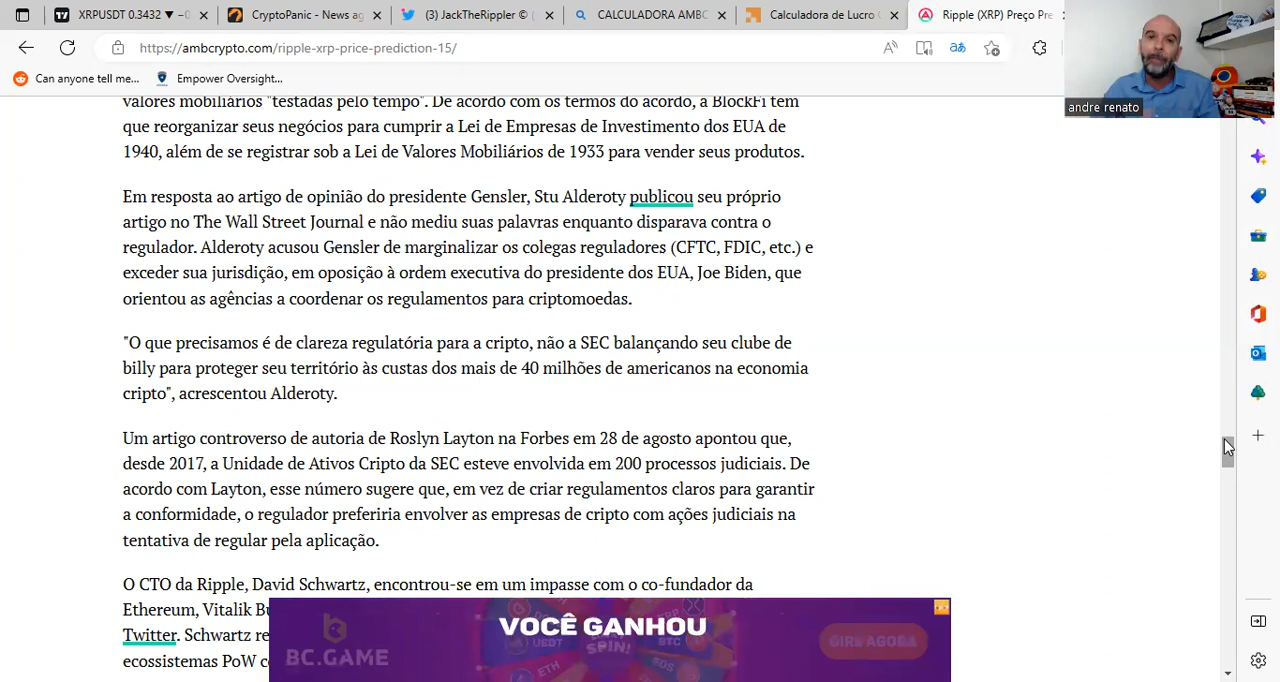 XRPUSDT 0.3432 ▼ −0
CryptoPanic - News ag
(3) JackTheRippler © (
CALCULADORA AMBC
Calculadora de Lucro
Ripple (XRP) Preço Pre
https://ambcrypto.com/ripple-xrp-price-prediction-15/
Can anyone tell me...
Empower Oversight...
andre renato
valores mobiliários "testadas pelo tempo". De acordo com os termos do acordo, a BlockFi tem
que reorganizar seus negócios para cumprir a Lei de Empresas de Investimento dos EUA de
1940, além de se registrar sob a Lei de Valores Mobiliários de 1933 para vender seus produtos.
Em resposta ao artigo de opinião do presidente Gensler, Stu Alderoty publicou seu próprio
artigo no The Wall Street Journal e não mediu suas palavras enquanto disparava contra o
regulador. Alderoty acusou Gensler de marginalizar os colegas reguladores (CFTC, FDIC, etc.) e
exceder sua jurisdição, em oposição à ordem executiva do presidente dos EUA, Joe Biden, que
orientou as agências a coordenar os regulamentos para criptomoedas.
"O que precisamos é de clareza regulatória para a cripto, não a SEC balançando seu clube de
billy para proteger seu território às custas dos mais de 40 milhões de americanos na economia
cripto", acrescentou Alderoty.
Um artigo controverso de autoria de Roslyn Layton na Forbes em 28 de agosto apontou que,
desde 2017, a Unidade de Ativos Cripto da SEC esteve envolvida em 200 processos judiciais. De
acordo com Layton, esse número sugere que, em vez de criar regulamentos claros para garantir
a conformidade, o regulador preferiria envolver as empresas de cripto com ações judiciais na
tentativa de regular pela aplicação.
O CTO da Ripple, David Schwartz, encontrou-se em um impasse com o co-fundador da
Ethereum, Vitalik Bu
Twitter. Schwartz re
ecossistemas PoW c
BC.GAME
VOCÊ GANHOU
SPIN!
GIRE AGORA
USDT
ETH
BTC